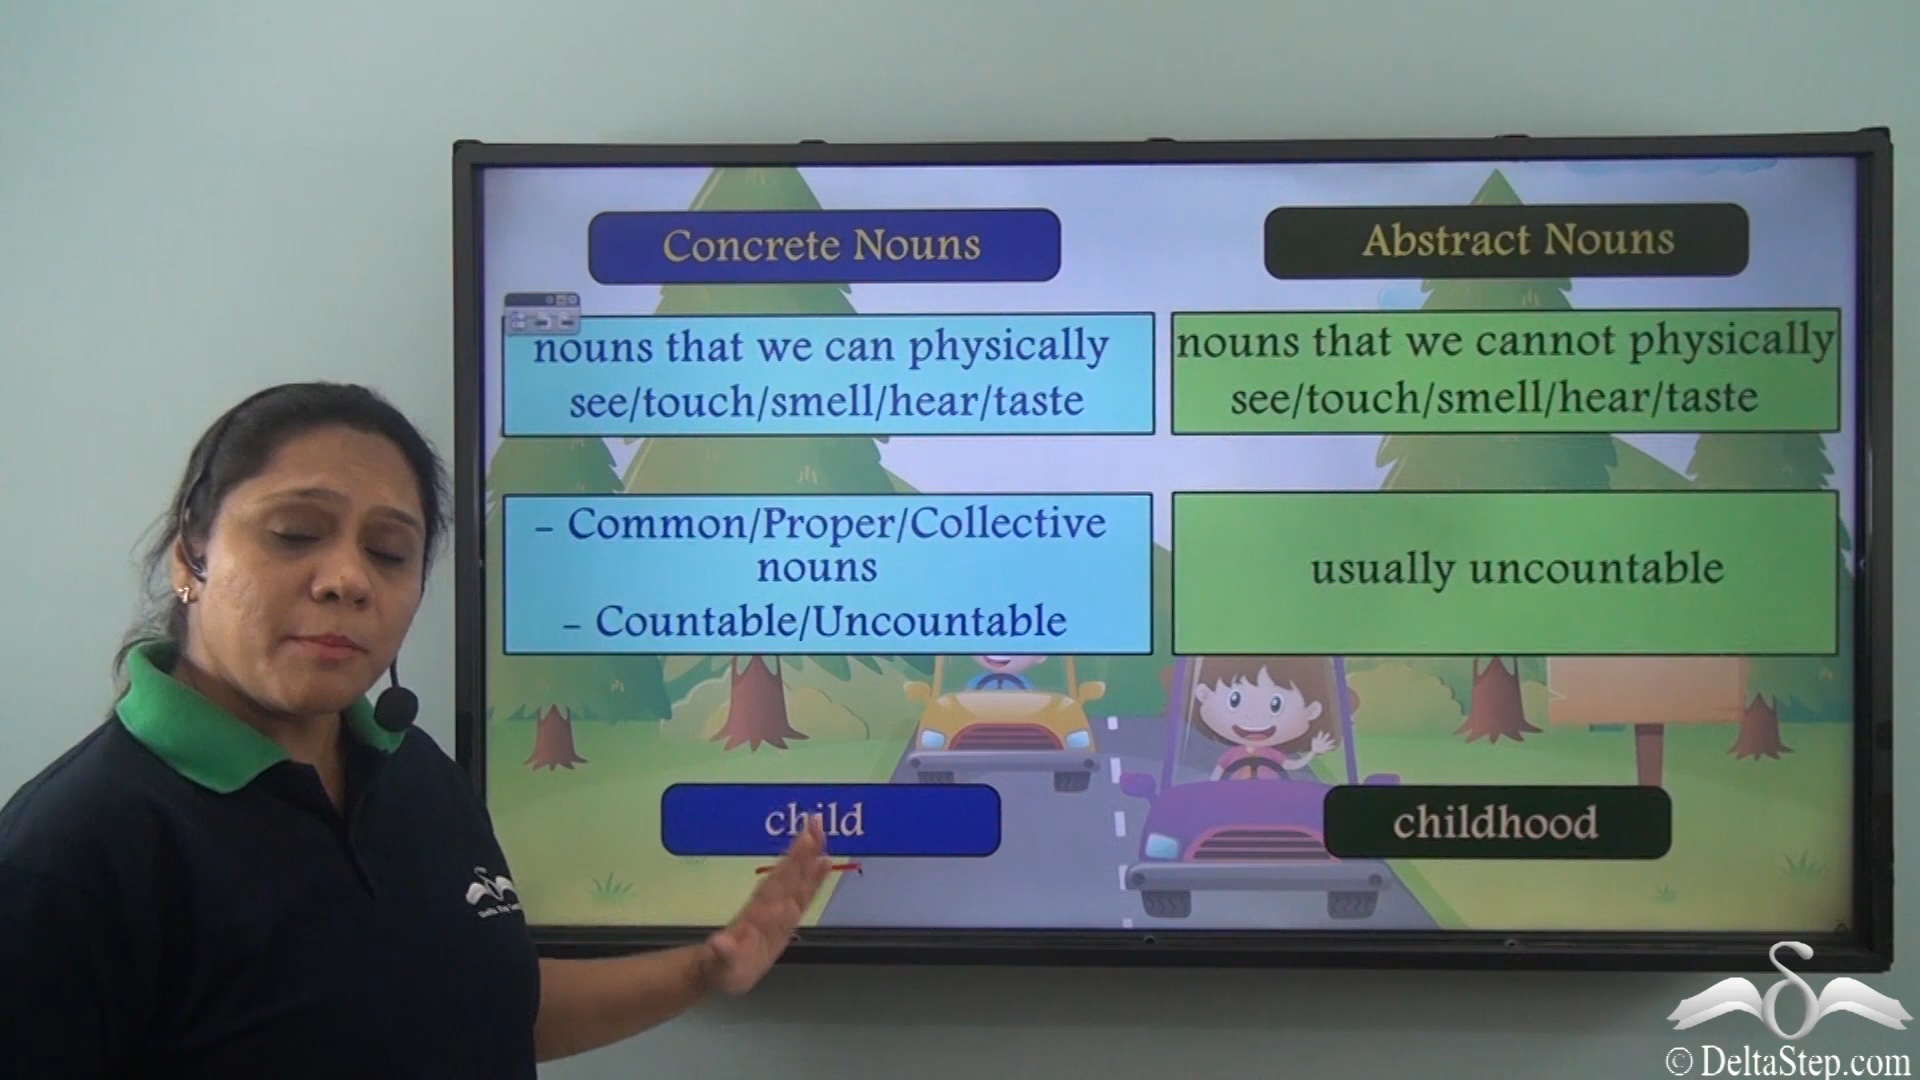 Concrete Nouns
Abstract Nouns
nouns that we can physically
see/touch/smell/hear/taste
nouns that we cannot physically
see/touch/smell/hear/taste
- Common/Proper/Collective
nouns
- Countable/Uncountable
usually uncountable
child
childhood
© DeltaStep.com